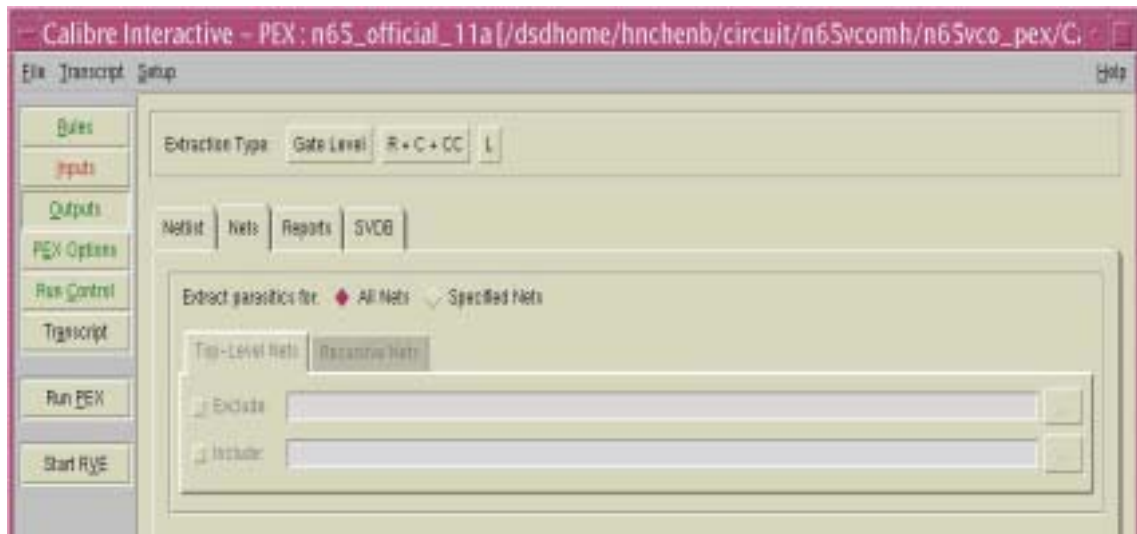 Calibre Interactive - PEX : n65_official_11a [/dsdhome/hnchenb/circuit/n65vcomh/n65vco_pex/C
File Transcript Setup Help
Rules
Inputs
Outputs
PEX Options
Run Control
Transcript
Run PEX
Start RVE
Extraction Type: Gate Level R + C + CC L
Netlist Nets Reports SVDB
Extract parasitics for: All Nets Specified Nets
Top-Level Nets Recursive Nets
Exclude:
Include: